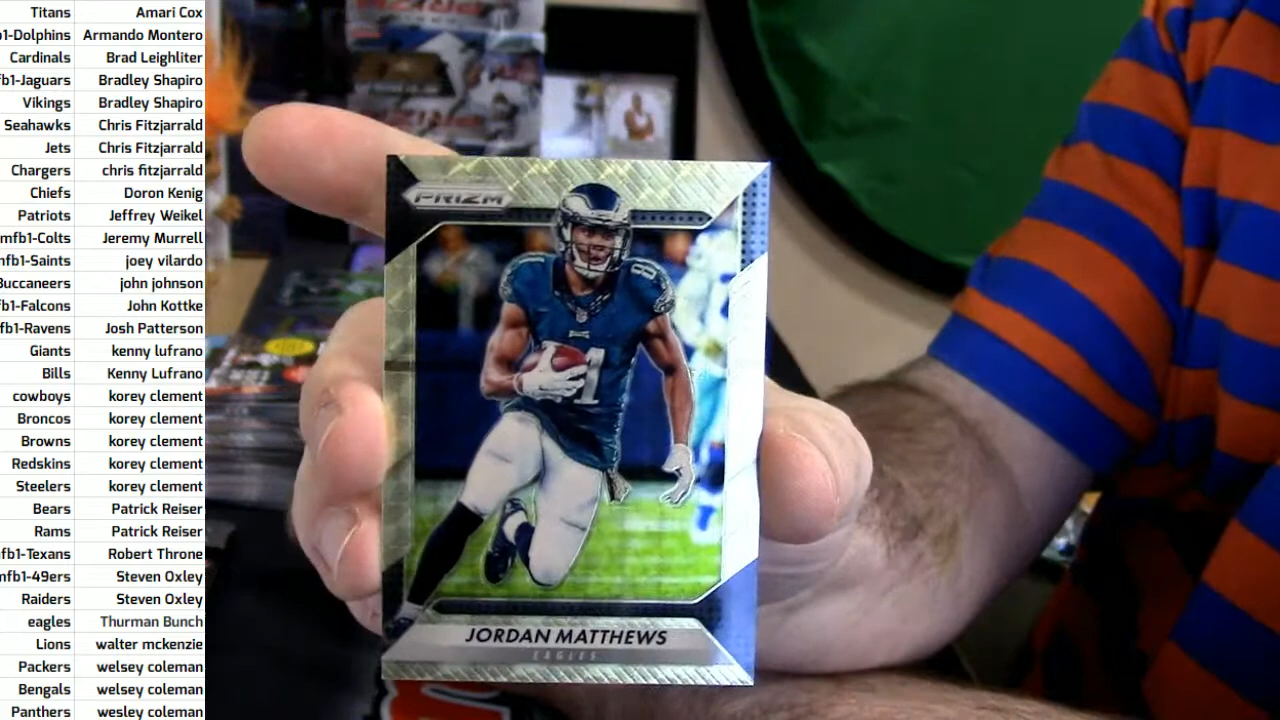 Titans Amari Cox
b1-Dolphins Armando Montero
Cardinals Brad Leighliter
fb1-Jaguars Bradley Shapiro
Vikings Bradley Shapiro
Seahawks Chris Fitzjarrald
Jets Chris Fitzjarrald
Chargers chris fitzjarrald
Chiefs Doron Kenig
Patriots Jeffrey Weikel
mfb1-Colts Jeremy Murrell
nfb1-Saints joey vilardo
Buccaneers john johnson
fb1-Falcons John Kottke
fb1-Ravens Josh Patterson
Giants kenny lufrano
Bills Kenny Lufrano
cowboys korey clement
Broncos korey clement
Browns korey clement
Redskins korey clement
Steelers korey clement
Bears Patrick Reiser
Rams Patrick Reiser
fb1-Texans Robert Throne
nfb1-49ers Steven Oxley
Raiders Steven Oxley
eagles Thurman Bunch
Lions walter mckenzie
Packers welsey coleman
Bengals welsey coleman
Panthers wesley coleman
PRIZM
81
81
JORDAN MATTHEWS
EAGLES